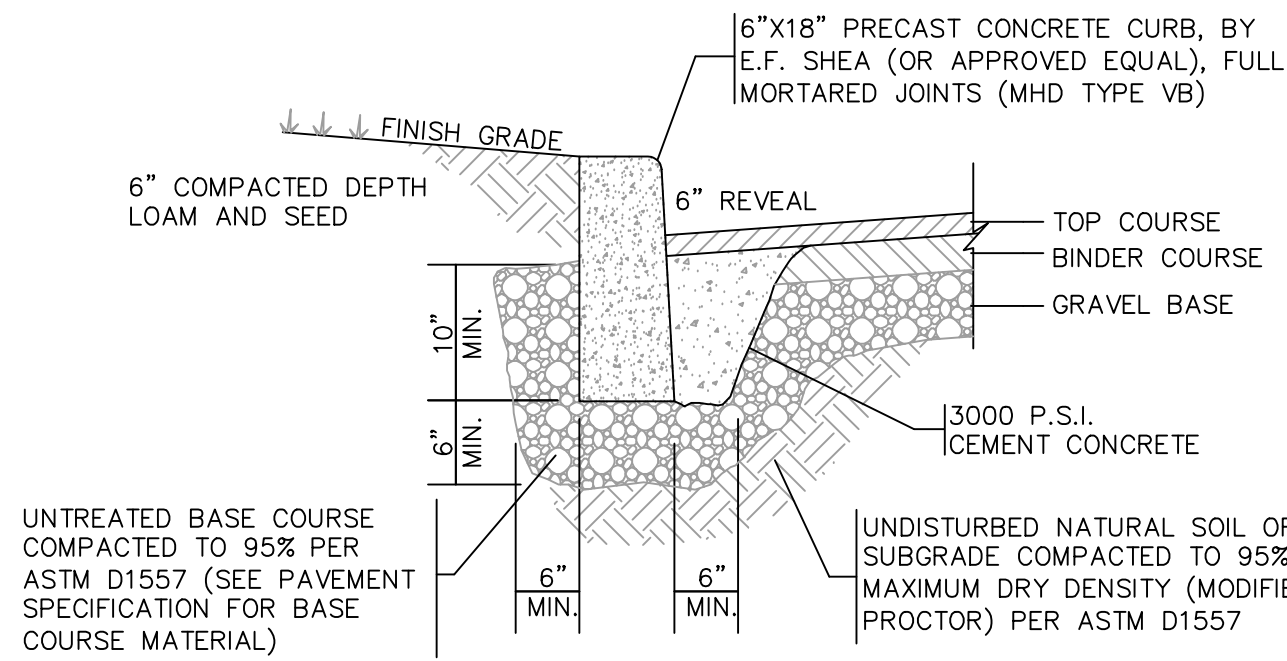 6”X18” PRECAST CONCRETE CURB, BY
E.F. SHEA (OR APPROVED EQUAL), FULL
MORTARED JOINTS (MHD TYPE VB)
FINISH GRADE
6” COMPACTED DEPTH
LOAM AND SEED
6” REVEAL
TOP COURSE
BINDER COURSE
GRAVEL BASE
10”
MIN.
6”
MIN.
3000 P.S.I.
CEMENT CONCRETE
UNTREATED BASE COURSE
COMPACTED TO 95% PER
ASTM D1557 (SEE PAVEMENT
SPECIFICATION FOR BASE
COURSE MATERIAL)
6”
MIN.
6”
MIN.
UNDISTURBED NATURAL SOIL OR
SUBGRADE COMPACTED TO 95%
MAXIMUM DRY DENSITY (MODIFIE
PROCTOR) PER ASTM D1557